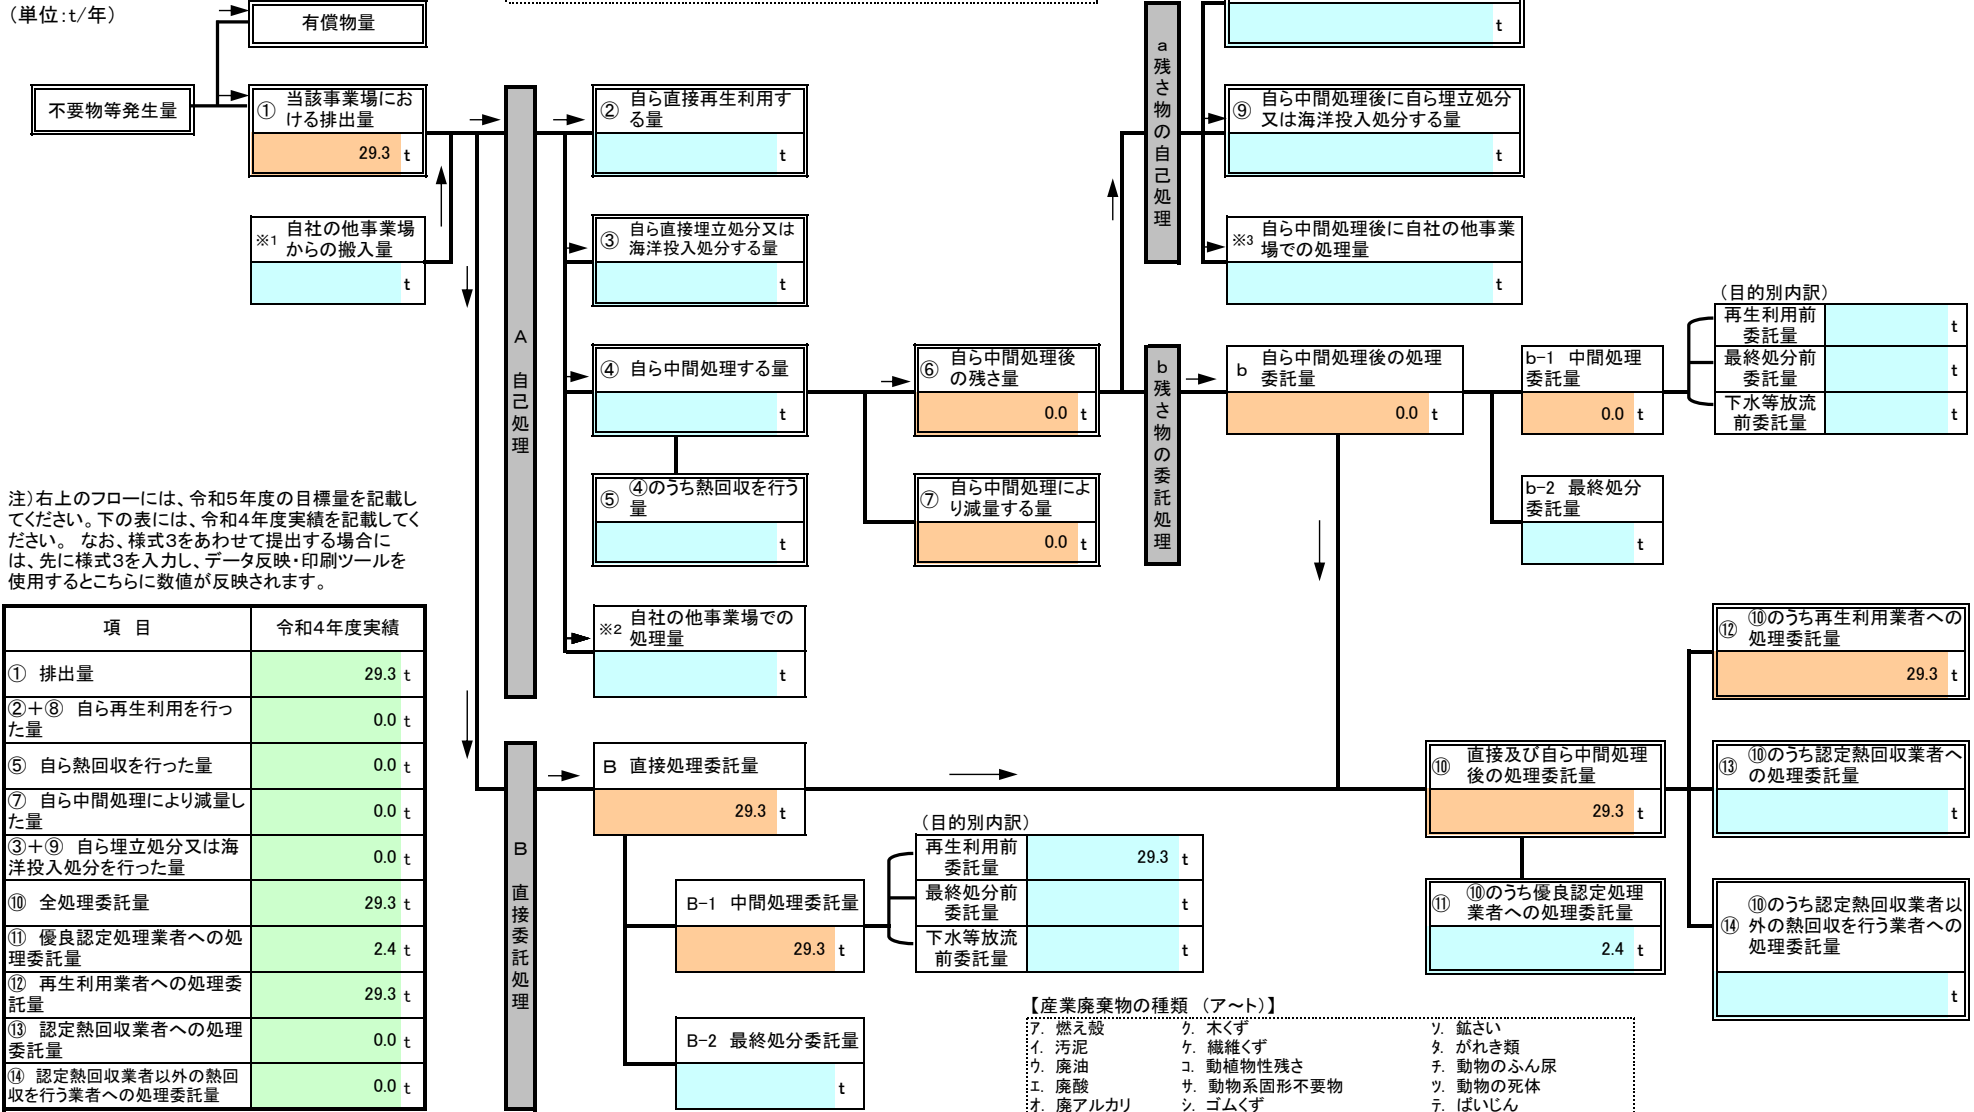 (単位:t/年)
有償物量
不要物等発生量
① 当該事業場にお
ける排出量
29.3 t
※1 自社の他事業場
からの搬入量
t
A 自己処理
② 自ら直接再生利用す
る量
t
③ 自ら直接埋立処分又は
海洋投入処分する量
t
④ 自ら中間処理する量
t
⑤ ④のうち熱回収を行う
量
t
※2 自社の他事業場での
処理量
t
⑥ 自ら中間処理後
の残さ量
0.0 t
⑦ 自ら中間処理によ
り減量する量
0.0 t
a 残さ物の自己処理
t
⑨ 自ら中間処理後に自ら埋立処分
又は海洋投入処分する量
t
※3 自ら中間処理後に自社の他事業
場での処理量
t
b 残さ物の委託処理
b 自ら中間処理後の処理
委託量
0.0 t
b-1 中間処理
委託量
0.0 t
b-2 最終処分
委託量
t
(目的別内訳)
再生利用前
委託量
t
最終処分前
委託量
t
下水等放流
前委託量
t
注)右上のフローには、令和5年度の目標量を記載し
てください。下の表には、令和4年度実績を記載してく
ださい。 なお、様式3をあわせて提出する場合に
は、先に様式3を入力し、データ反映・印刷ツールを
使用するとこちらに数値が反映されます。
項 目 令和4年度実績
① 排出量 29.3 t
②+⑧ 自ら再生利用を行っ
た量 0.0 t
⑤ 自ら熱回収を行った量 0.0 t
⑦ 自ら中間処理により減量し
た量 0.0 t
③+⑨ 自ら埋立処分又は海
洋投入処分を行った量 0.0 t
⑩ 全処理委託量 29.3 t
⑪ 優良認定処理業者への処
理委託量 2.4 t
⑫ 再生利用業者への処理委
託量 29.3 t
⑬ 認定熱回収業者への処理
委託量 0.0 t
⑭ 認定熱回収業者以外の熱回
収を行う業者への処理委託量 0.0 t
B 直接委託処理
B 直接処理委託量
29.3 t
B-1 中間処理委託量
29.3 t
B-2 最終処分委託量
t
(目的別内訳)
再生利用前
委託量
29.3 t
最終処分前
委託量
t
下水等放流
前委託量
t
⑩ 直接及び自ら中間処理
後の処理委託量
29.3 t
⑪ ⑩のうち優良認定処理
業者への処理委託量
2.4 t
⑫ ⑩のうち再生利用業者への
処理委託量
29.3 t
⑬ ⑩のうち認定熱回収業者へ
の処理委託量
t
⑭ ⑩のうち認定熱回収業者以
外の熱回収を行う業者への
処理委託量
t
【産業廃棄物の種類 (ア~ト)】
ア. 燃え殻 ク. 木くず ソ. 鉱さい
イ. 汚泥 ケ. 繊維くず タ. がれき類
ウ. 廃油 コ. 動植物性残さ チ. 動物のふん尿
エ. 廃酸 サ. 動物系固形不要物 ツ. 動物の死体
オ. 廃アルカリ シ. ゴムくず テ. ばいじん